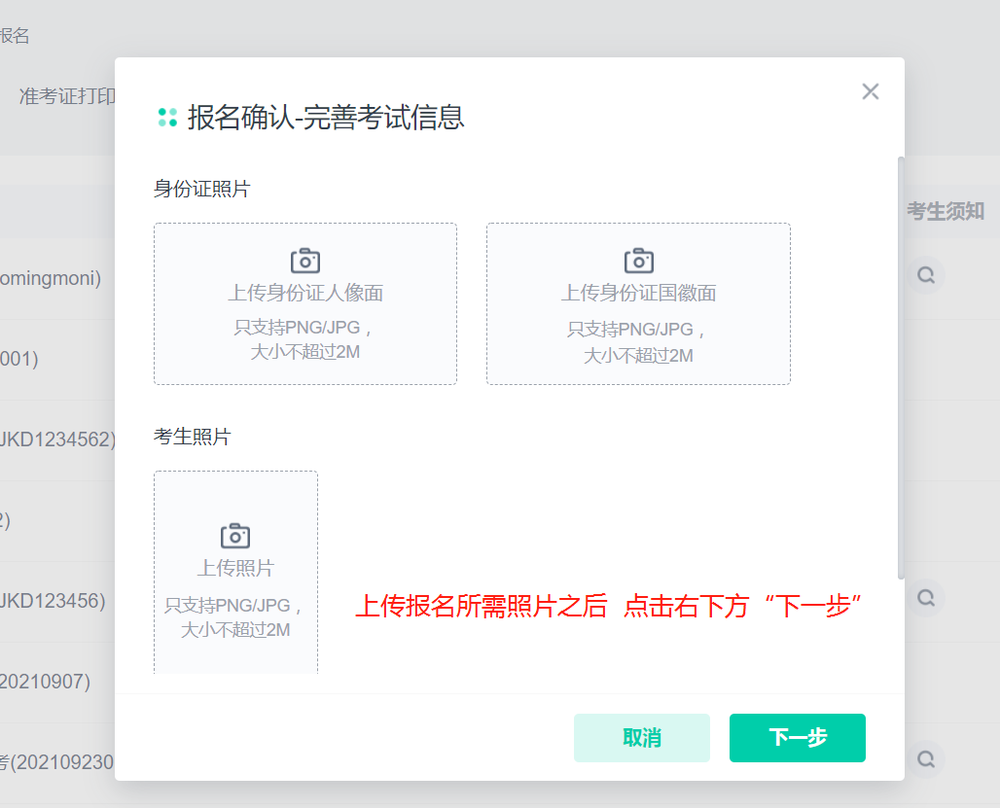 报名
准考证打印
报名确认-完善考试信息
身份证照片
考生须知
上传身份证人像面
只支持PNG/JPG，
大小不超过2M
上传身份证国徽面
只支持PNG/JPG，
大小不超过2M
omingmoni)
001)
考生照片
JKD1234562)
2)
上传照片
只支持PNG/JPG，
大小不超过2M
上传报名所需照片之后 点击右下方“下一步”
JKD123456)
20210907)
考(202109230
取消
下一步